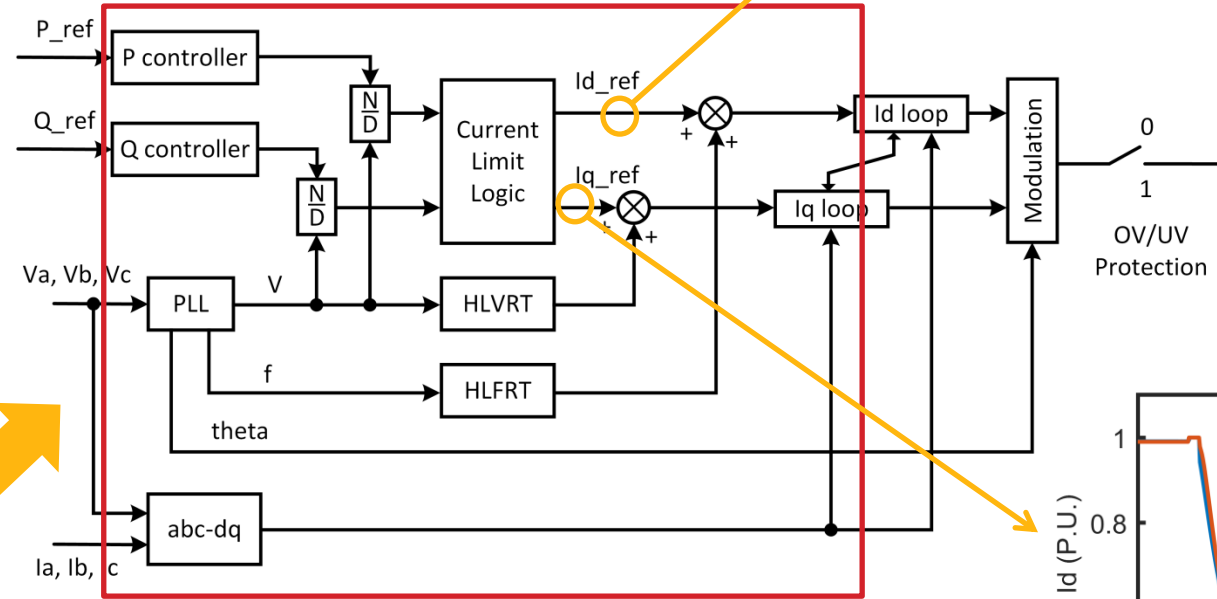 P_ref
P controller
Q_ref
Q controller
N
D
N
D
Current
Limit
Logic
Id_ref
+
+
Iq_ref
+
+
Id loop
Iq loop
Modulation
0
1
OV/UV
Protection
Va, Vb, Vc
PLL
V
HLVRT
f
HLFRT
theta
abc-dq
Ia, Ib, Ic
1
0.8
Id (P.U.)